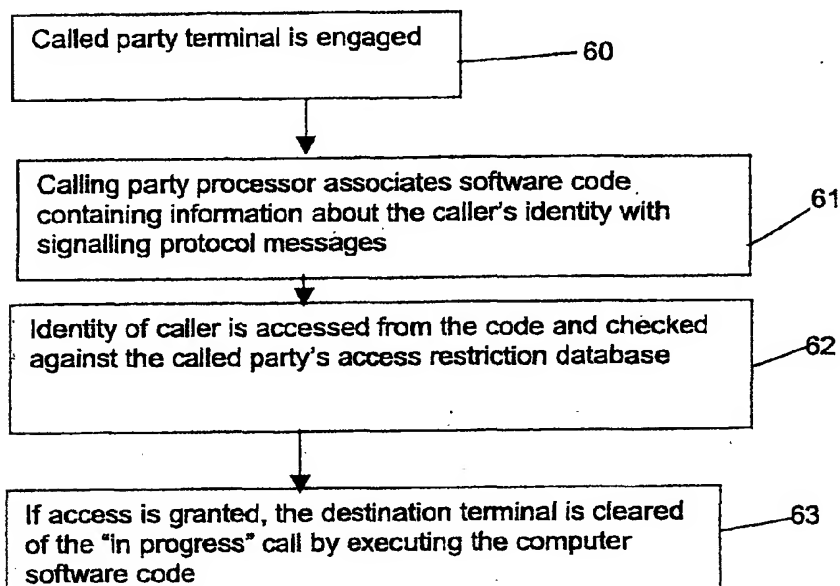 Called party terminal is engaged
60
Calling party processor associates software code
containing information about the caller's identity with
signalling protocol messages
61
Identity of caller is accessed from the code and checked
against the called party's access restriction database
62
If access is granted, the destination terminal is cleared
of the "in progress" call by executing the computer
software code
63